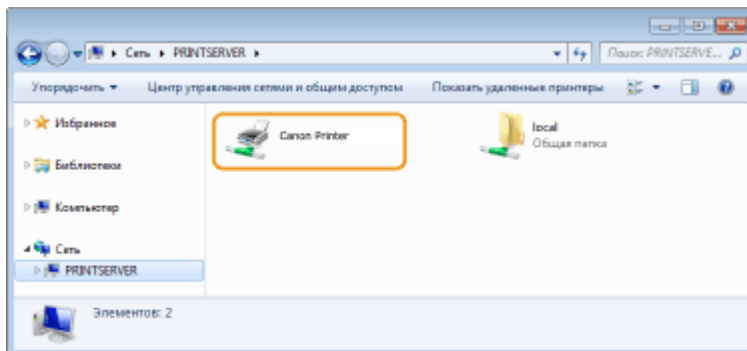 Сеть ▸ PRINTSERVER ▸
Поиск: PRINTSERVE...
Упорядочить
Центр управления сетями и общим доступом
Показать удаленные принтеры
Избранное
Canon Printer
local
Общая папка
Библиотеки
Компьютер
Сеть
PRINTSERVER
Элементов: 2